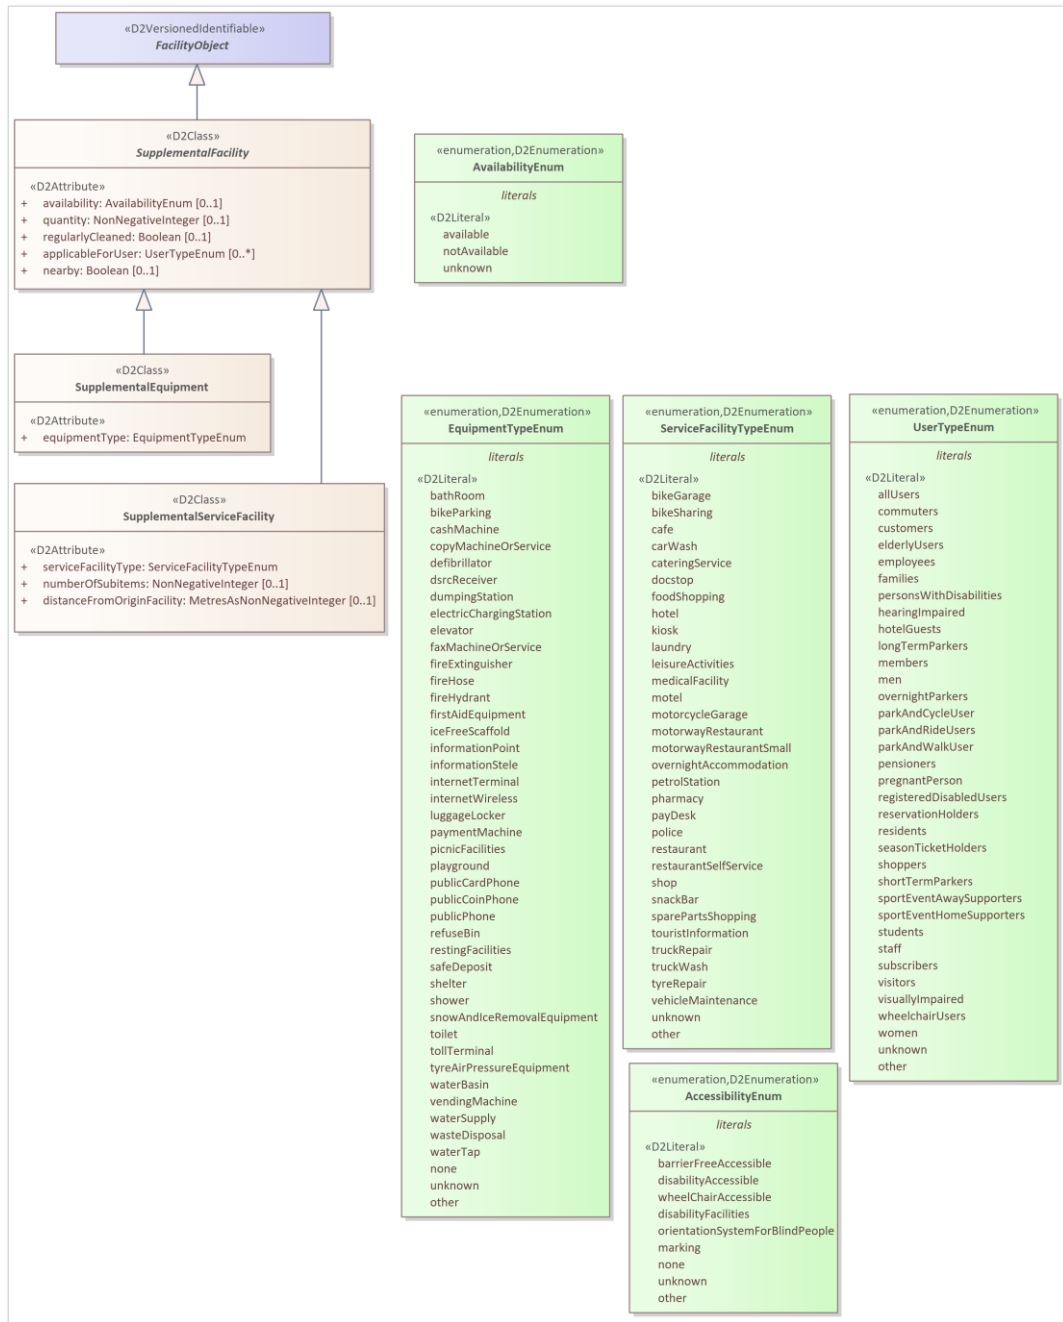 «D2VersionedIdentifiable»
FacilityObject
«D2Class»
SupplementalFacility
«D2Attribute»
+ availability: AvailabilityEnum [0..1]
+ quantity: NonNegativeInteger [0..1]
+ regularlyCleaned: Boolean [0..1]
+ applicableForUser: UserTypeEnum [0..*]
+ nearby: Boolean [0..1]
«enumeration,D2Enumeration»
AvailabilityEnum
literals
«D2Literal»
available
notAvailable
unknown
«D2Class»
SupplementalEquipment
«D2Attribute»
+ equipmentType: EquipmentTypeEnum
«D2Class»
SupplementalServiceFacility
«D2Attribute»
+ serviceFacilityType: ServiceFacilityTypeEnum
+ numberOfSubitems: NonNegativeInteger [0..1]
+ distanceFromOriginFacility: MetresAsNonNegativeInteger [0..1]
«enumeration,D2Enumeration»
EquipmentTypeEnum
literals
«D2Literal»
bathRoom
bikeParking
cashMachine
copyMachineOrService
defibrillator
dsrcReceiver
dumpingStation
electricChargingStation
elevator
faxMachineOrService
fireExtinguisher
fireHose
fireHydrant
firstAidEquipment
iceFreeScaffold
informationPoint
informationStele
internetTerminal
internetWireless
luggageLocker
paymentMachine
picnicFacilities
playground
publicCardPhone
publicCoinPhone
publicPhone
refuseBin
restingFacilities
safeDeposit
shelter
shower
snowAndIceRemovalEquipment
toilet
tollTerminal
tyreAirPressureEquipment
waterBasin
vendingMachine
waterSupply
wasteDisposal
waterTap
none
unknown
other
«enumeration,D2Enumeration»
ServiceFacilityTypeEnum
literals
«D2Literal»
bikeGarage
bikeSharing
cafe
carWash
cateringService
docstop
foodShopping
hotel
kiosk
laundry
leisureActivities
medicalFacility
motel
motorcycleGarage
motorwayRestaurant
motorwayRestaurantSmall
overnightAccommodation
petrolStation
pharmacy
payDesk
police
restaurant
restaurantSelfService
shop
snackBar
sparePartsShopping
touristInformation
truckRepair
truckWash
tyreRepair
vehicleMaintenance
unknown
other
«enumeration,D2Enumeration»
UserTypeEnum
literals
«D2Literal»
allUsers
commuters
customers
elderlyUsers
employees
families
personsWithDisabilities
hearingImpaired
hotelGuests
longTermParkers
members
men
overnightParkers
parkAndCycleUser
parkAndRideUsers
parkAndWalkUser
pensioners
pregnantPerson
registeredDisabledUsers
reservationHolders
residents
seasonTicketHolders
shoppers
shortTermParkers
sportEventAwaySupporters
sportEventHomeSupporters
students
staff
subscribers
visitors
visuallyImpaired
wheelchairUsers
women
unknown
other
«enumeration,D2Enumeration»
AccessibilityEnum
literals
«D2Literal»
barrierFreeAccessible
disabilityAccessible
wheelChairAccessible
disabilityFacilities
orientationSystemForBlindPeople
marking
none
unknown
other